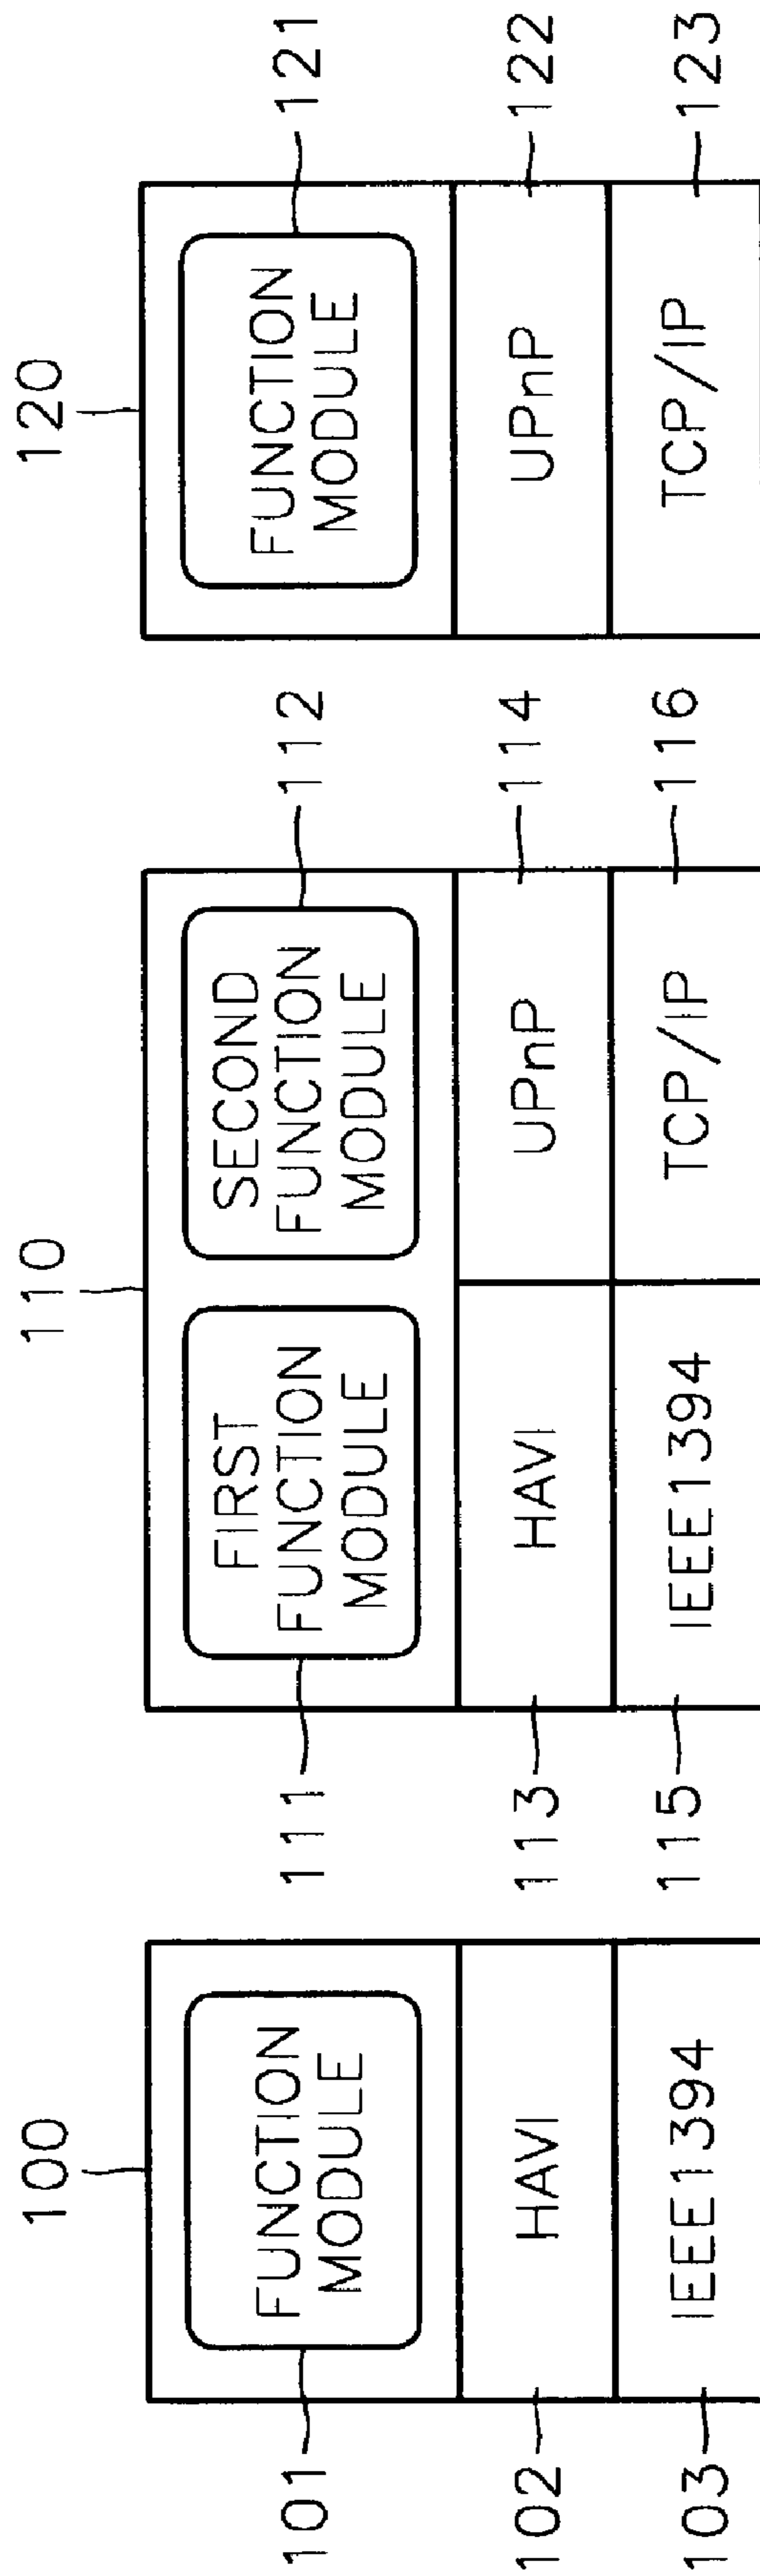 100
110
120
FUNCTION
MODULE
FIRST
FUNCTION
MODULE
SECOND
FUNCTION
MODULE
FUNCTION
MODULE
101
111
112
121
HAVI
HAVI
UPnP
UPnP
102
113
114
122
IEEE1394
IEEE1394
TCP/IP
TCP/IP
103
115
116
123